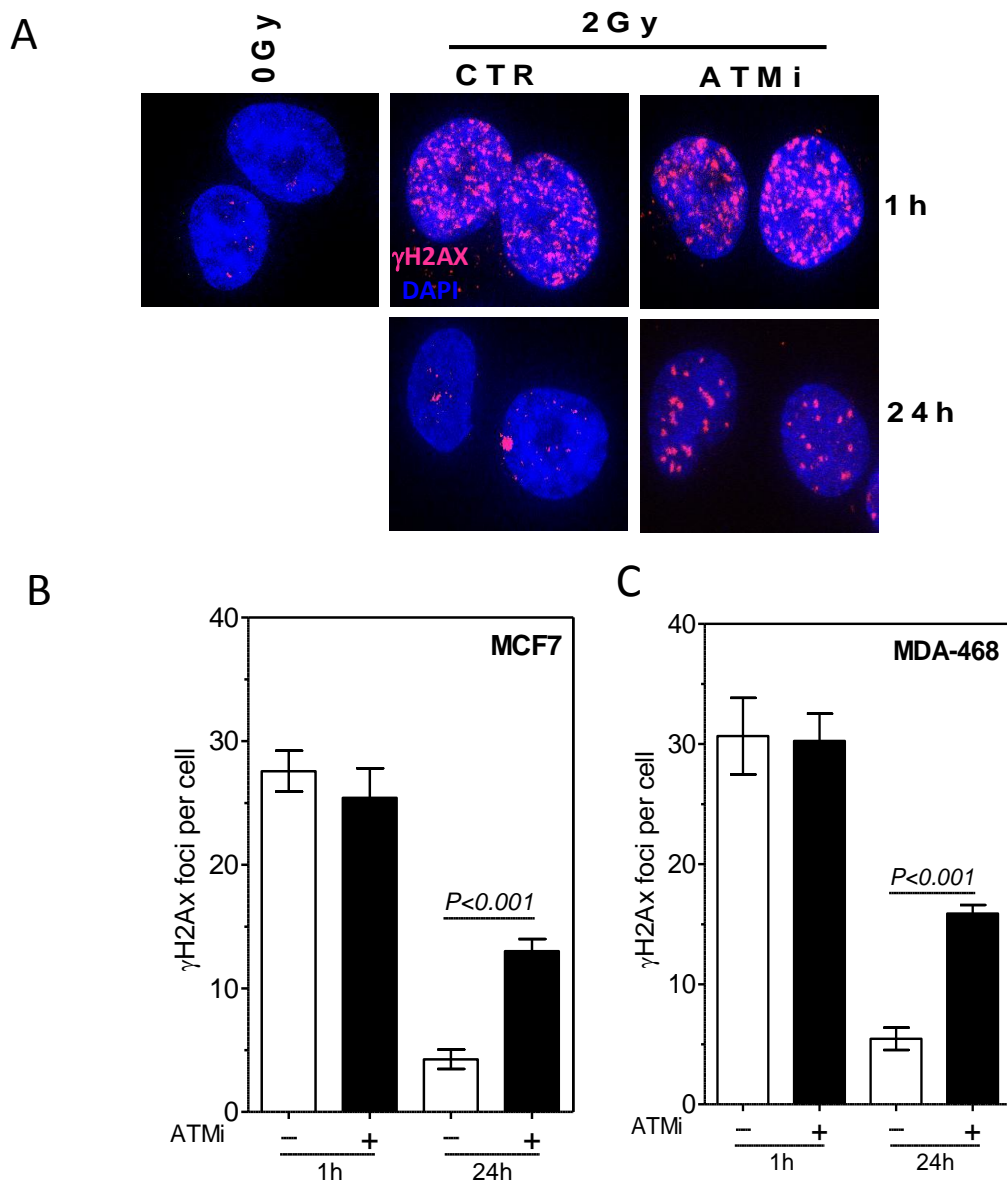 A
0Gy
2Gy
CTR
ATMi
1h
γH2AX
DAPI
24h
B
40
30
20
10
0
γH2Ax foci per cell
MCF7
P<0.001
ATMi
− + − +
1h 24h
C
40
30
20
10
0
γH2Ax foci per cell
MDA-468
P<0.001
ATMi
− + − +
1h 24h